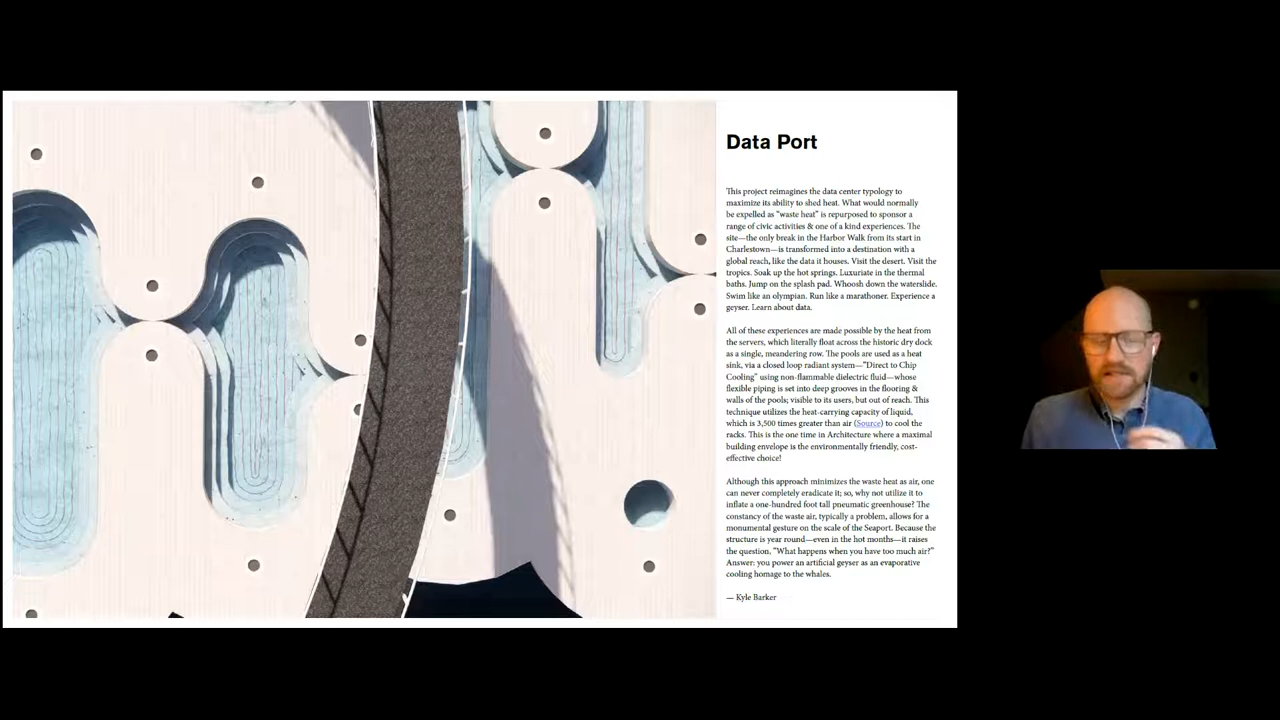 Data Port
This project reimagines the data center typology to
maximize its ability to shed heat. What would normally
be expelled as “waste heat” is repurposed to sponsor a
range of civic activities & one of a kind experiences. The
site—the only break in the Harbor Walk from its start in
Charlestown—is transformed into a destination with a
global reach, like the data it houses. Visit the desert. Visit the
tropics. Soak up the hot springs. Luxuriate in the thermal
baths. Jump on the splash pad. Whoosh down the waterslide.
Swim like an olympian. Run like a marathoner. Experience a
geyser. Learn about data.
All of these experiences are made possible by the heat from
the servers, which literally float across the historic dry dock
as a single, meandering row. The pools are used as a heat
sink, via a closed loop radiant system—“Direct to Chip
Cooling” using non-flammable dielectric fluid—whose
flexible piping is set into deep grooves in the flooring &
walls of the pools; visible to its users, but out of reach. This
technique utilizes the heat-carrying capacity of liquid,
which is 3,500 times greater than air (Source) to cool the
racks. This is the one time in Architecture where a maximal
building envelope is the environmentally friendly, cost-
effective choice!
Although this approach minimizes the waste heat as air, one
can never completely eradicate it; so, why not utilize it to
inflate a one-hundred foot tall pneumatic greenhouse? The
constancy of the waste air, typically a problem, allows for a
monumental gesture on the scale of the Seaport. Because the
structure is year round—even in the hot months—it raises
the question, "What happens when you have too much air?"
Answer: you power an artificial geyser as an evaporative
cooling homage to the whales.
— Kyle Barker